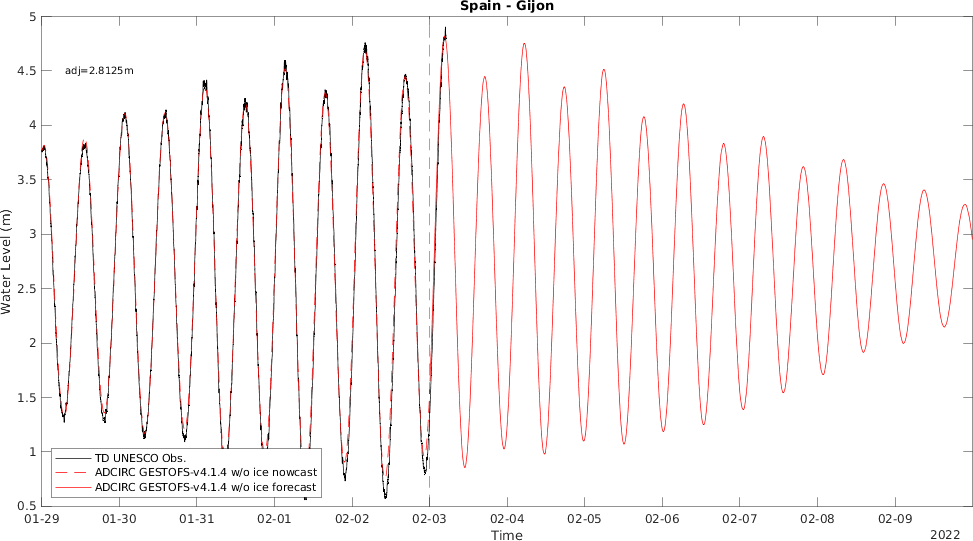 Spain - Gijon
5
adj=2.8125m
4.5
4
3.5
3
2.5
2
1.5
1
0.5
Water Level (m)
TD UNESCO Obs.
ADCIRC GESTOFS-v4.1.4 w/o ice nowcast
ADCIRC GESTOFS-v4.1.4 w/o ice forecast
01-29 01-30 01-31 02-01 02-02 02-03 02-04 02-05 02-06 02-07 02-08 02-09
Time
2022